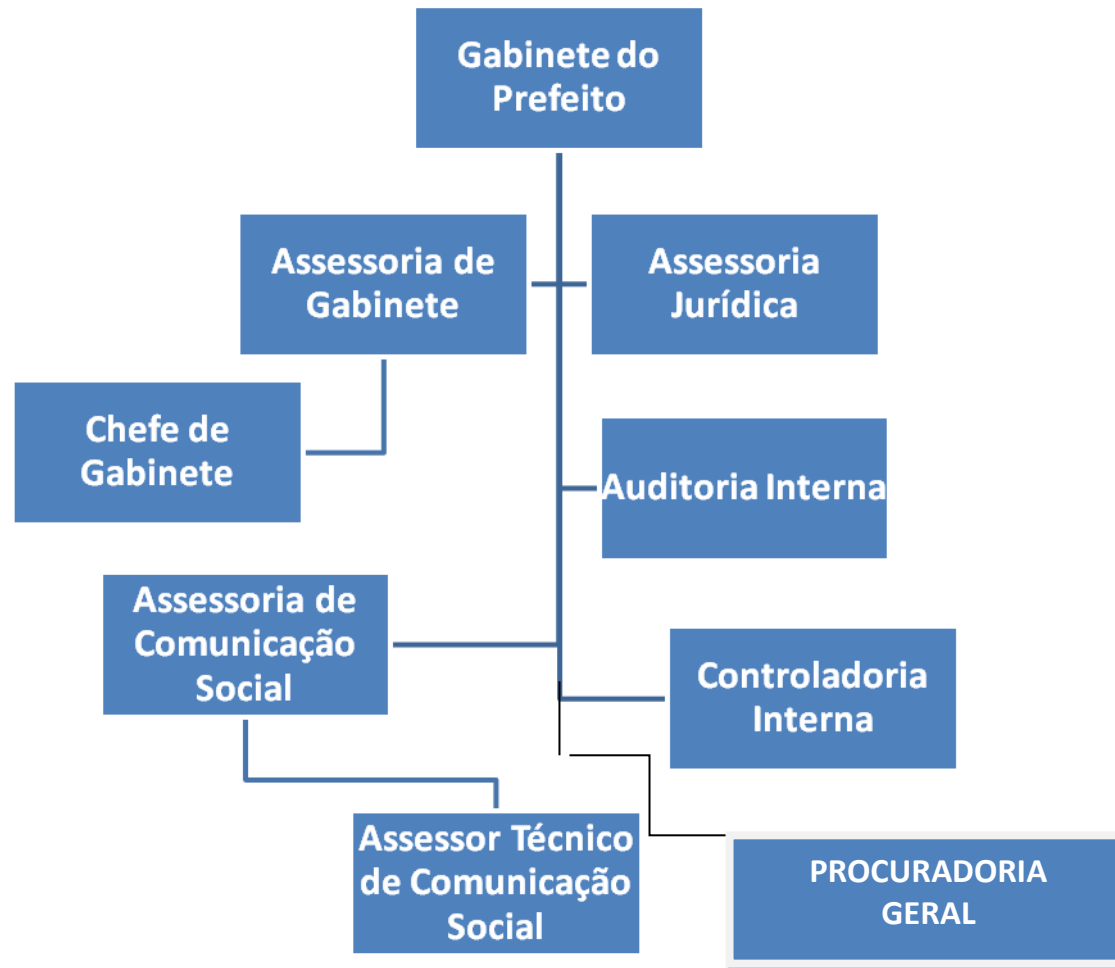 Gabinete do
Prefeito
Assessoria de
Gabinete
Assessoria
Jurídica
Chefe de
Gabinete
Auditoria Interna
Assessoria de
Comunicação
Social
Controladoria
Interna
Assessor Técnico
de Comunicação
Social
PROCURADORIA
GERAL